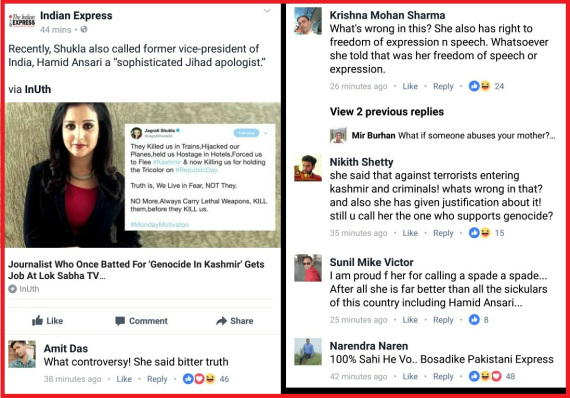 The Indian
EXPRESS
Indian Express
44 mins
Recently, Shukla also called former vice-president of
India, Hamid Ansari a “sophisticated Jihad apologist.”
via InUth
Jagrati Shukla
They Killed us in Trains,Hijacked our
Planes,held us Hostage in Hotels,Forced us
to Flee #Kashmir & now Killing us for holding
the Tricolor on #RepublicDay
Truth is, We Live in Fear, NOT They.
NO More.Always Carry Lethal Weapons, KILL
them,before they KILL us.
#MondayMotivaton
Journalist Who Once Batted For 'Genocide In Kashmir' Gets
Job At Lok Sabha TV...
InUth
Like Comment Share
Amit Das
What controversy! She said bitter truth
38 minutes ago · Like · Reply · 46
Krishna Mohan Sharma
What's wrong in this? She also has right to
freedom of expression n speech. Whatsoever
she told that was her freedom of speech or
expression.
26 minutes ago · Like · Reply · 24
View 2 previous replies
Mir Burhan What if someone abuses your mother?...
Nikith Shetty
she said that against terrorists entering
kashmir and criminals! whats wrong in that?
and also she has given justification about it!
still u call her the one who supports genocide?
35 minutes ago · Like · Reply · 15
Sunil Mike Victor
I am proud f her for calling a spade a spade...
After all she is far better than all the sickulars
of this country including Hamid Ansari...
25 minutes ago · Like · Reply · 8
Narendra Naren
100% Sahi He Vo.. Bosadike Pakistani Express
42 minutes ago · Like · Reply · 48